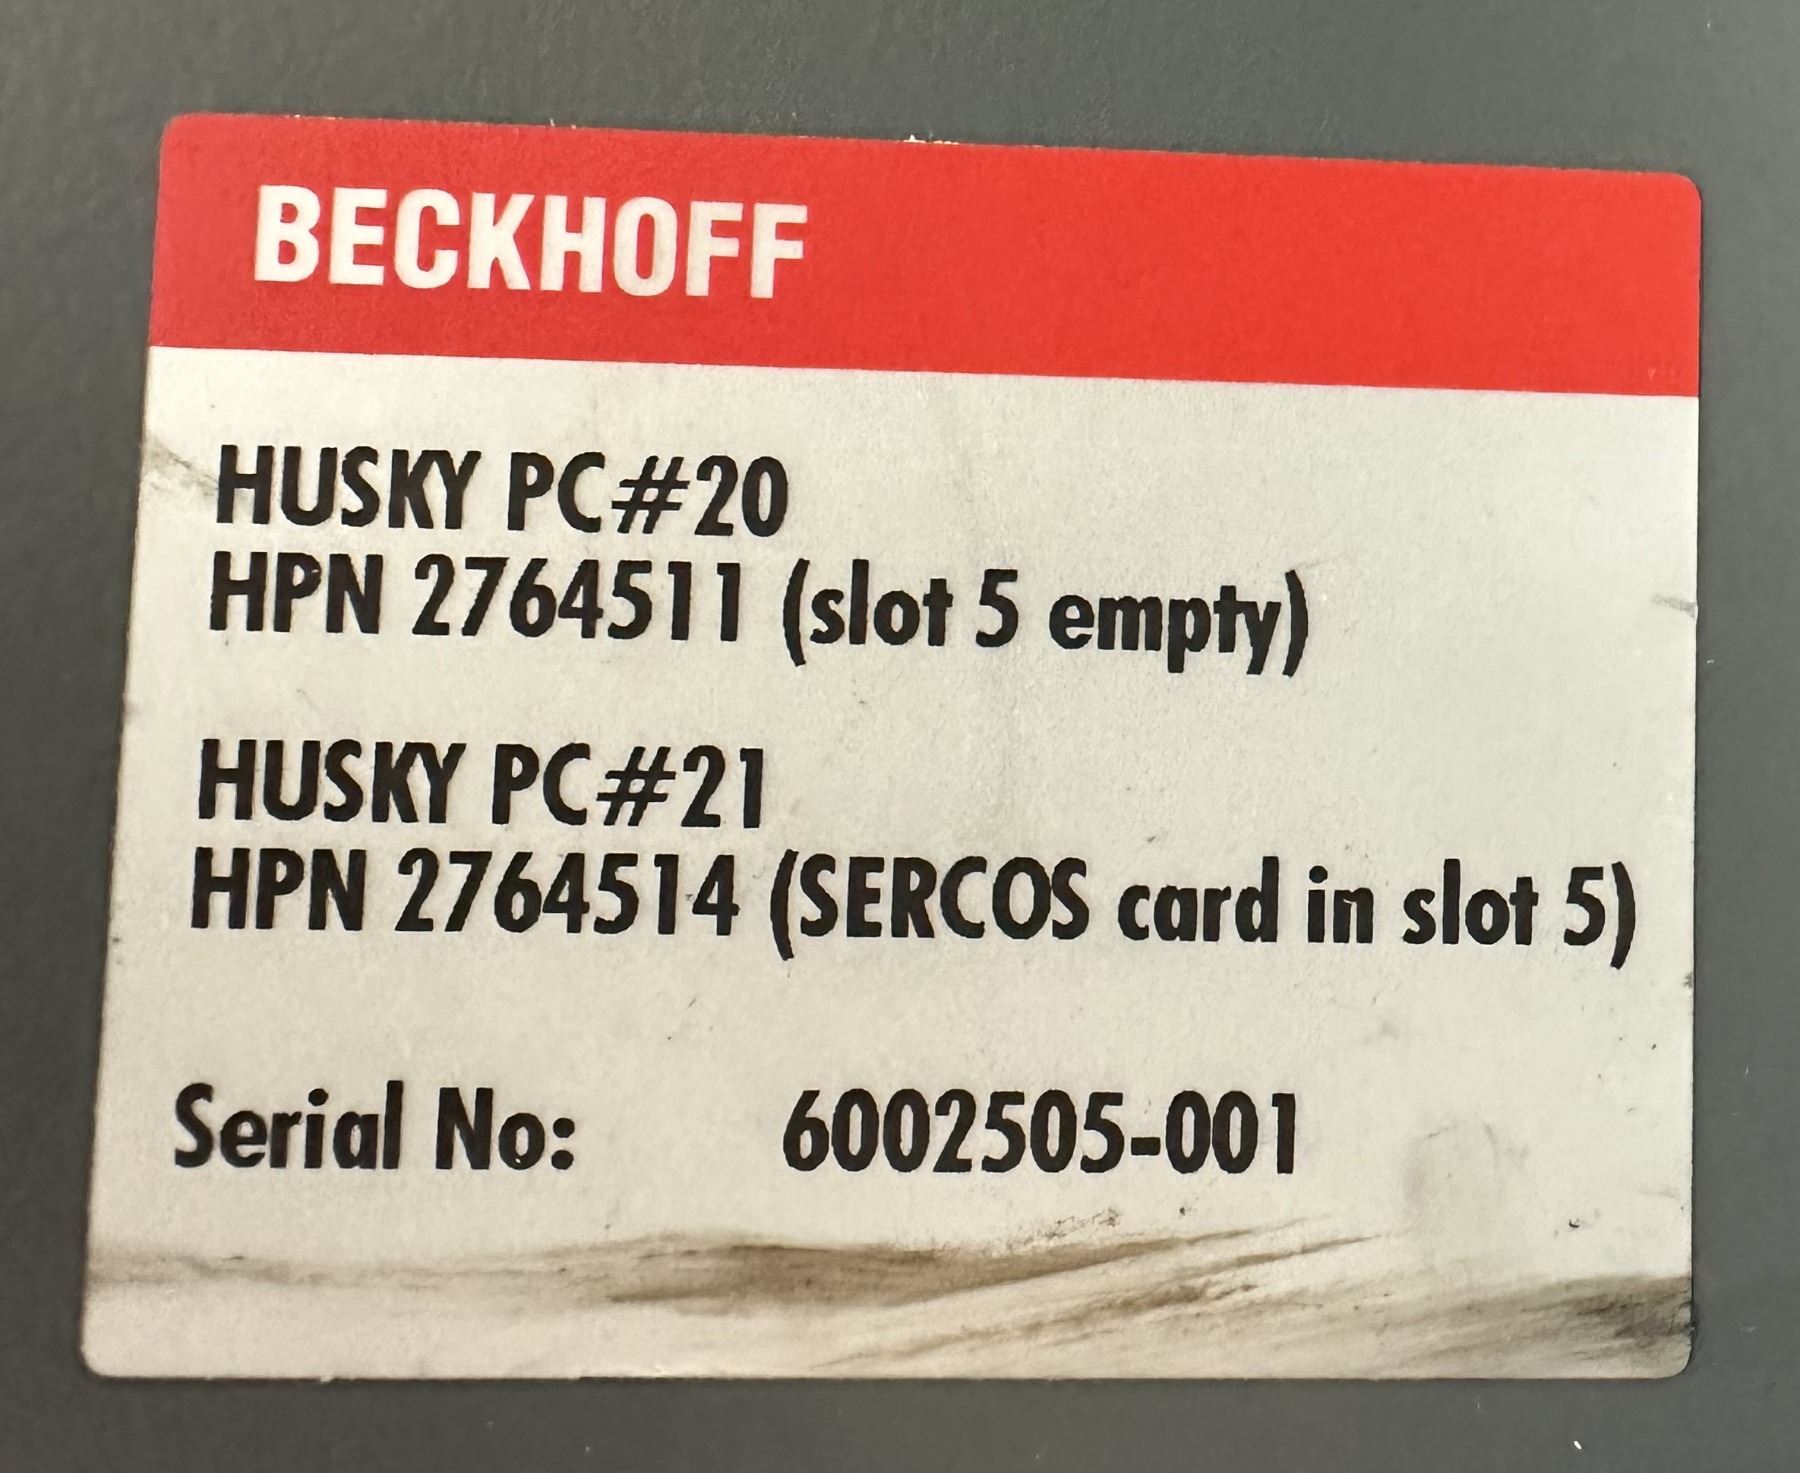 BECKHOFF
HUSKY PC#20
HPN 2764511 (slot 5 empty)
HUSKY PC#21
HPN 2764514 (SERCOS card in slot 5)
Serial No: 6002505-001